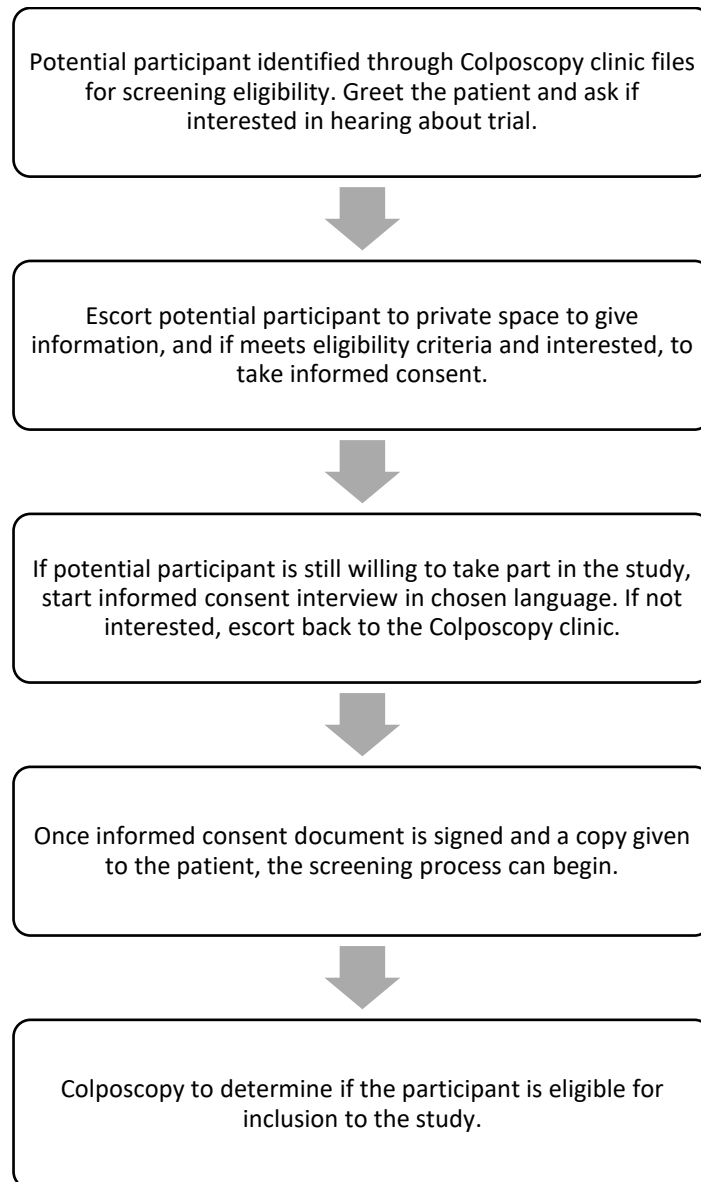 Potential participant identified through Colposcopy clinic files
for screening eligibility. Greet the patient and ask if
interested in hearing about trial.
Escort potential participant to private space to give
information, and if meets eligibility criteria and interested, to
take informed consent.
If potential participant is still willing to take part in the study,
start informed consent interview in chosen language. If not
interested, escort back to the Colposcopy clinic.
Once informed consent document is signed and a copy given
to the patient, the screening process can begin.
Colposcopy to determine if the participant is eligible for
inclusion to the study.